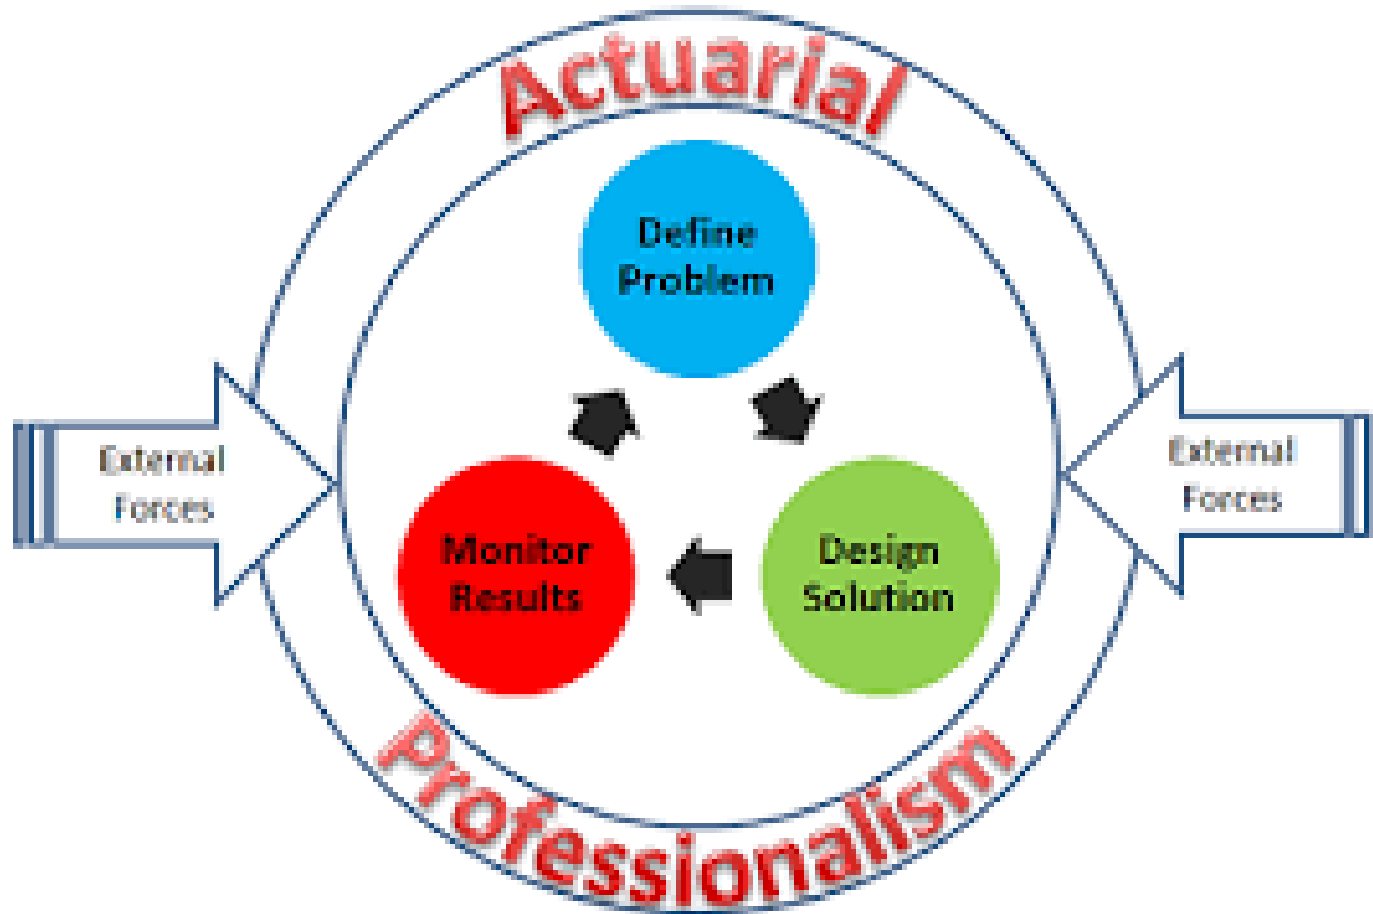 Actuarial
Define
Problem
External
Forces
External
Forces
Monitor
Results
Design
Solution
Professionalism